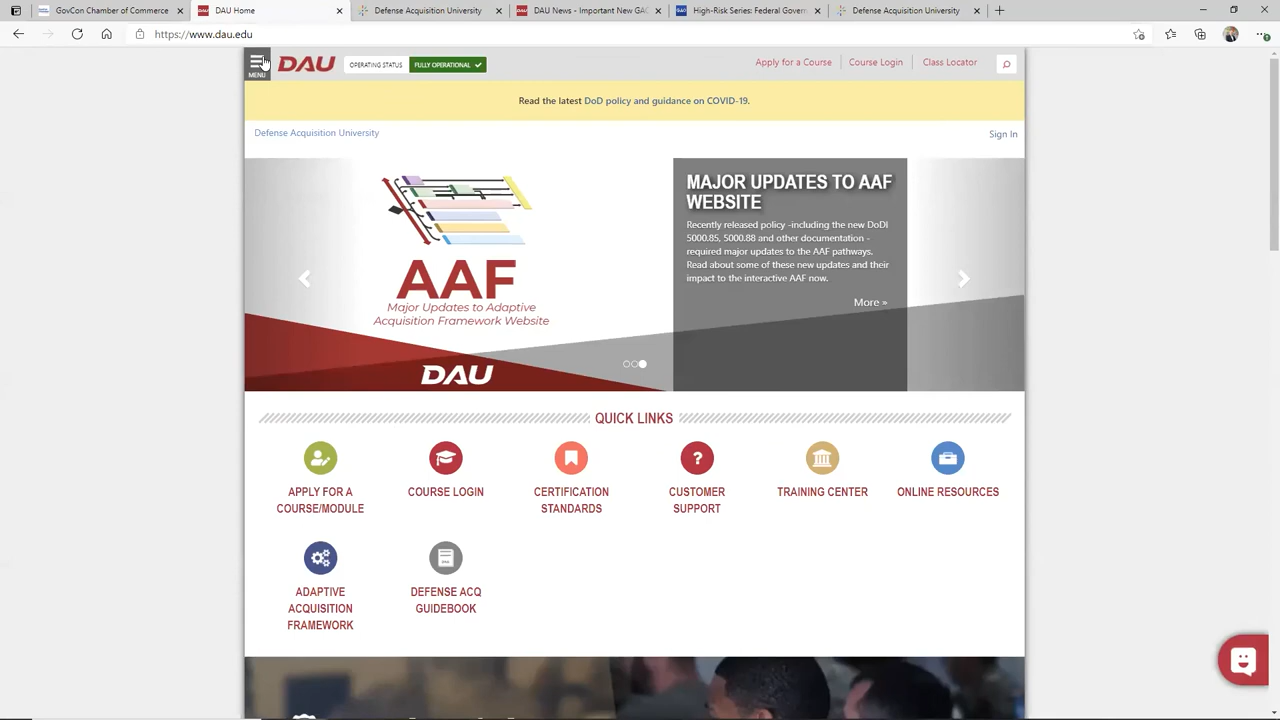 GovCon Chamber of Commerce
DAU Home
Defense Acquisition University
DAU News - Important New GAO
High-Risk Series: Federal Govern
Defense Acquisition University
https://www.dau.edu
MENU
DAU
OPERATING STATUS
FULLY OPERATIONAL
Apply for a Course
Course Login
Class Locator
Read the latest DoD policy and guidance on COVID-19.
Defense Acquisition University
Sign In
AAF
Major Updates to Adaptive
Acquisition Framework Website
DAU
MAJOR UPDATES TO AAF
WEBSITE
Recently released policy -including the new DoDI
5000.85, 5000.88 and other documentation -
required major updates to the AAF pathways.
Read about some of these new updates and their
impact to the interactive AAF now.
More »
QUICK LINKS
APPLY FOR A
COURSE/MODULE
COURSE LOGIN
CERTIFICATION
STANDARDS
?
CUSTOMER
SUPPORT
TRAINING CENTER
ONLINE RESOURCES
ADAPTIVE
ACQUISITION
FRAMEWORK
DEFENSE ACQ
GUIDEBOOK